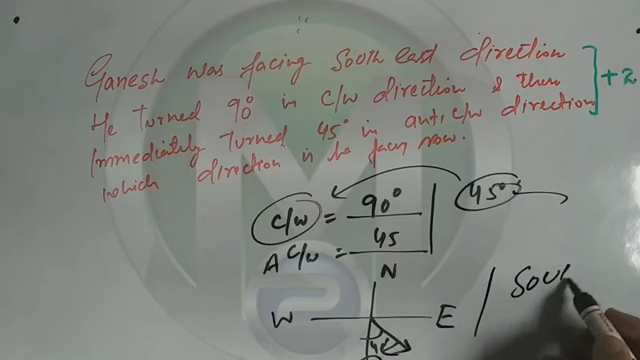 Ganesh was facing South east direction
He turned 90° in c/w direction & then
Immediately turned 45° in anti c/w direction
which direction is he facing now.
+2
c/w = 90°
A c/w = 45
45°
N
W E
Sout